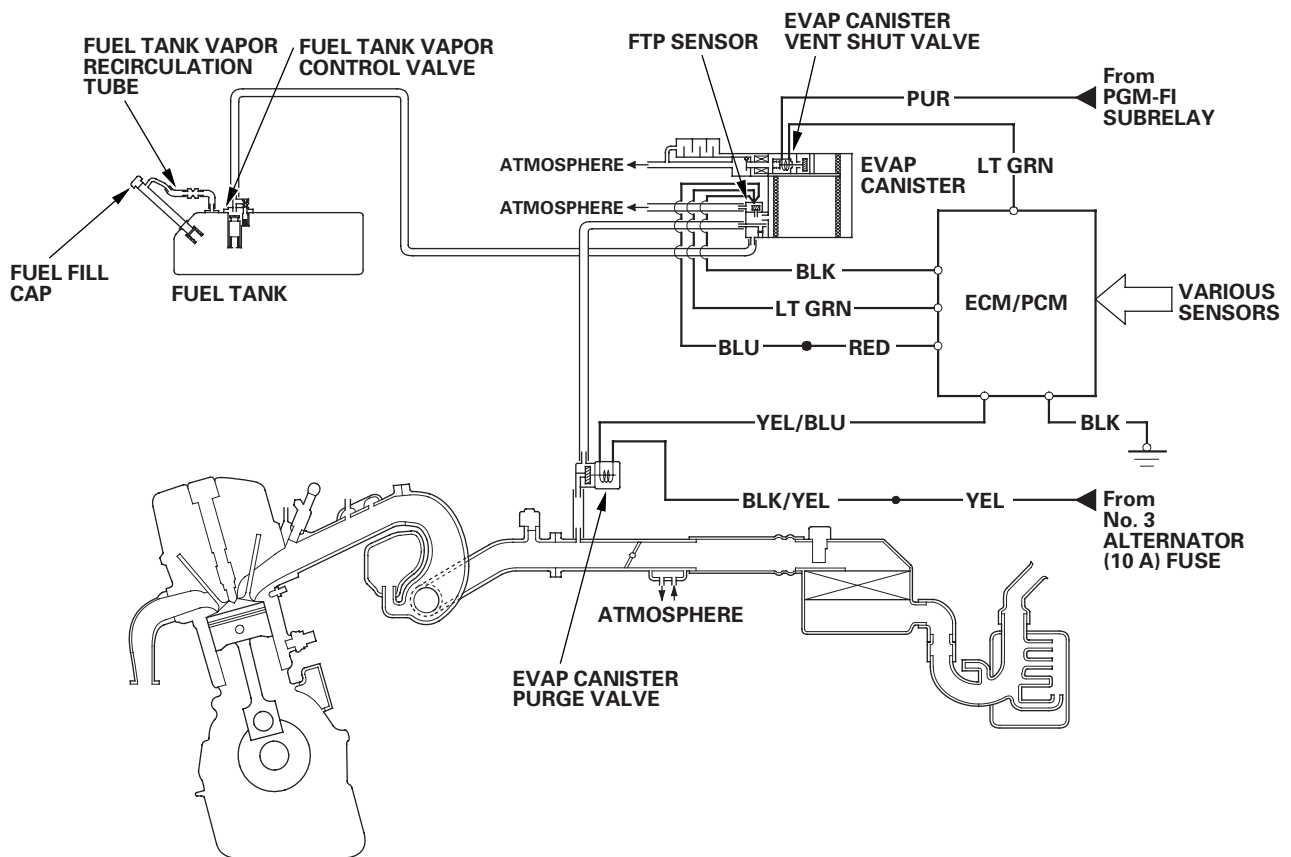 FUEL TANK VAPOR
RECIRCULATION
TUBE
FUEL TANK VAPOR
CONTROL VALVE
FTP SENSOR
EVAP CANISTER
VENT SHUT VALVE
From
PGM-FI
SUBRELAY
PUR
ATMOSPHERE
EVAP
CANISTER
LT GRN
ATMOSPHERE
FUEL FILL
CAP
FUEL TANK
BLK
LT GRN
BLU
RED
ECM/PCM
VARIOUS
SENSORS
YEL/BLU
BLK
BLK/YEL
YEL
From
No. 3
ALTERNATOR
(10 A) FUSE
ATMOSPHERE
EVAP CANISTER
PURGE VALVE